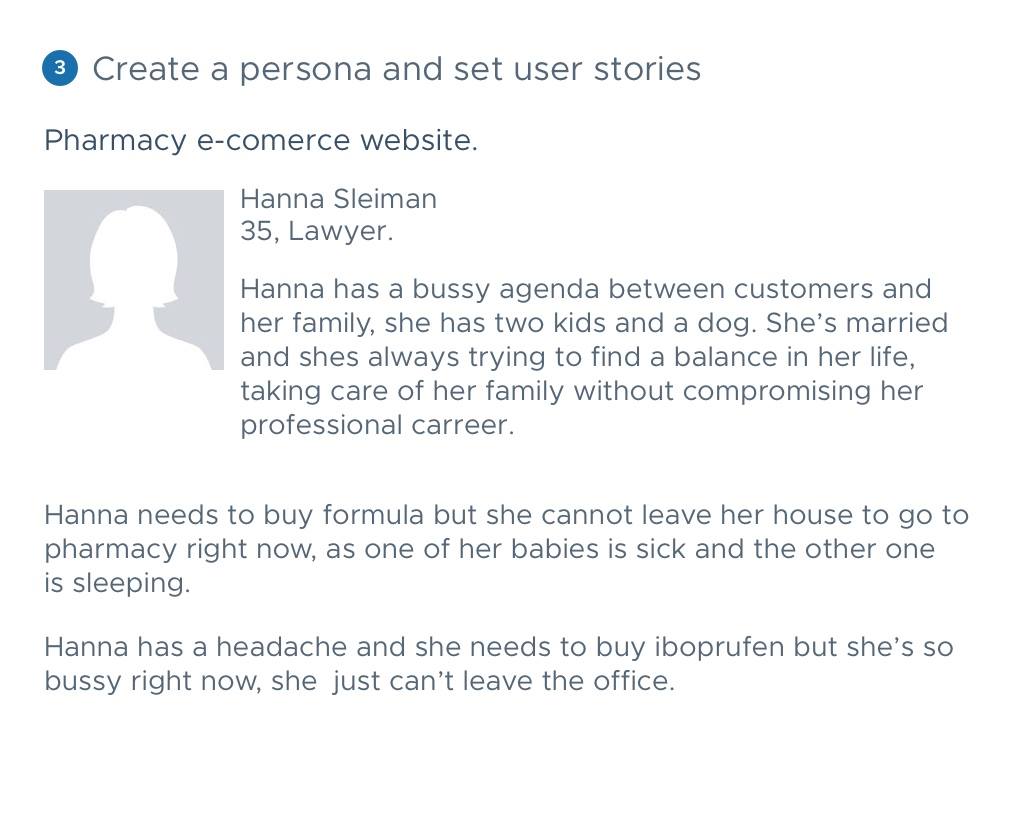 3 Create a persona and set user stories
Pharmacy e-comerce website.
Hanna Sleiman
35, Lawyer.
Hanna has a bussy agenda between customers and
her family, she has two kids and a dog. She’s married
and shes always trying to find a balance in her life,
taking care of her family without compromising her
professional carreer.
Hanna needs to buy formula but she cannot leave her house to go to
pharmacy right now, as one of her babies is sick and the other one
is sleeping.
Hanna has a headache and she needs to buy iboprufen but she’s so
bussy right now, she just can’t leave the office.